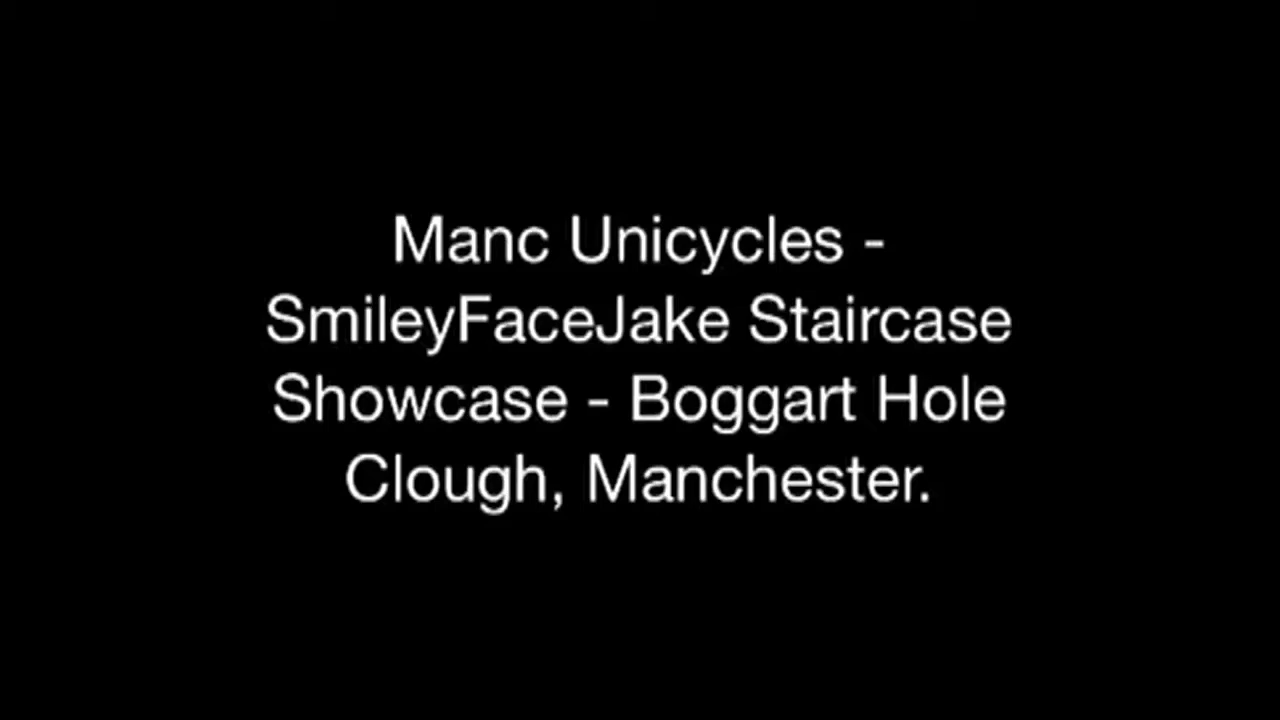 Manc Unicycles -
SmileyFaceJake Staircase
Showcase - Boggart Hole
Clough, Manchester.